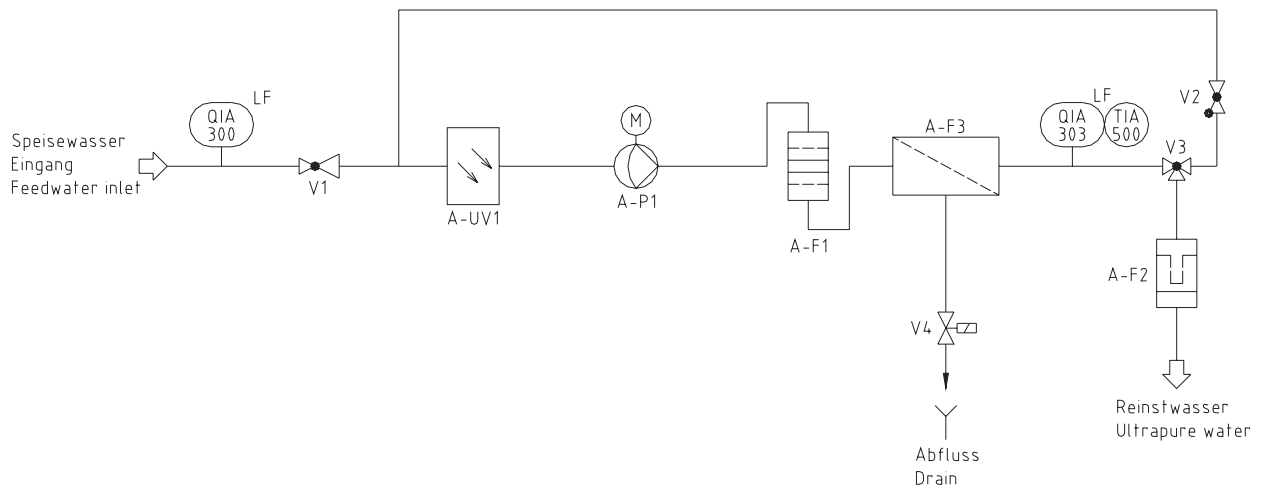 LF
QIA
300
Speisewasser
Eingang
Feedwater inlet
V1
A-UV1
M
A-P1
A-F1
A-F3
LF
QIA
303
TIA
500
V2
V3
A-F2
V4
Reinstwasser
Ultrapure water
Abfluss
Drain